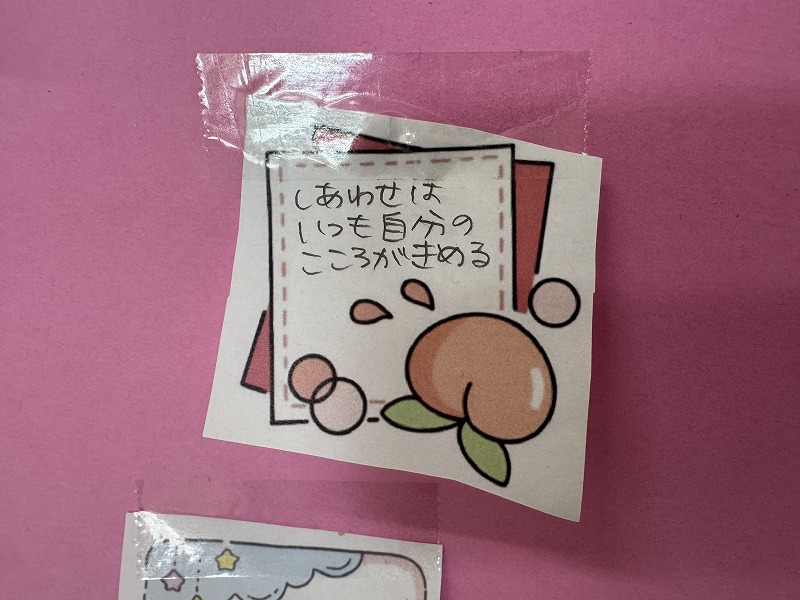 しあわせは
いつも自分の
こころがきめる